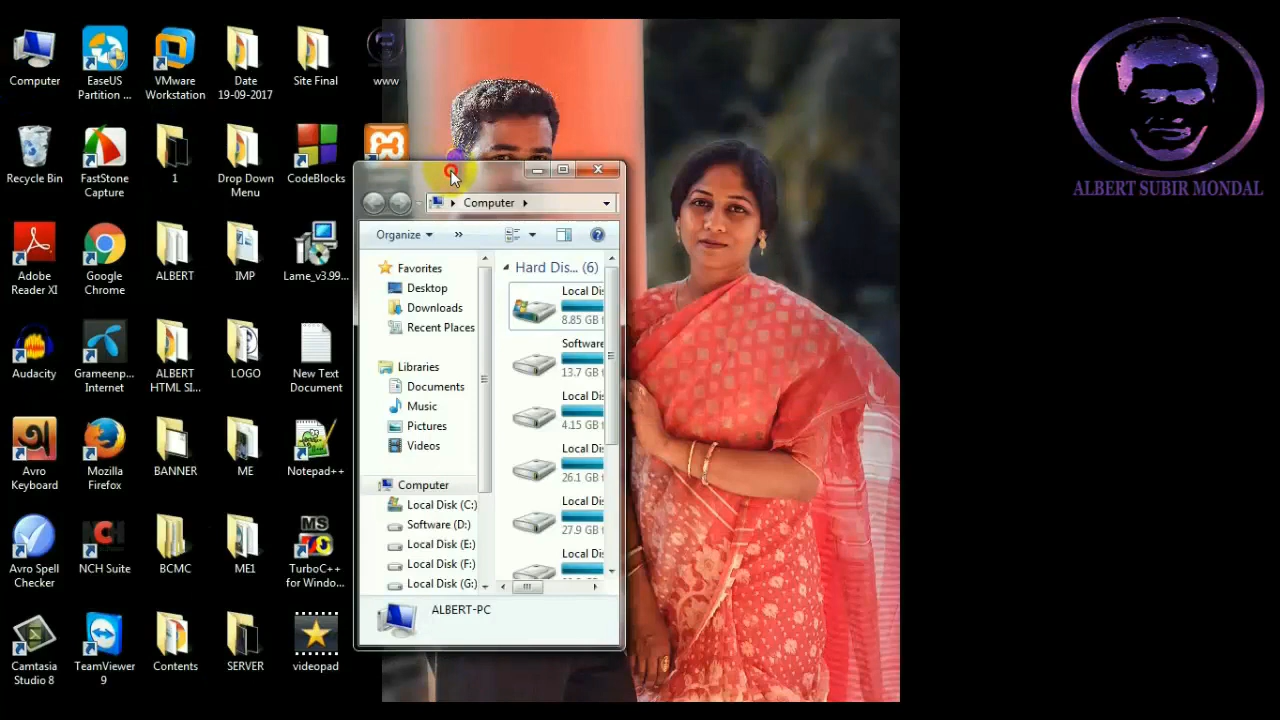 Computer
EaseUS
Partition ...
VMware
Workstation
Date
19-09-2017
Site Final
www
Recycle Bin
FastStone
Capture
1
Drop Down
Menu
CodeBlocks
Adobe
Reader XI
Google
Chrome
ALBERT
IMP
Lame_v3.99...
Audacity
Grameenp...
Internet
ALBERT
HTML SI...
LOGO
New Text
Document
Avro
Keyboard
Mozilla
Firefox
BANNER
ME
Notepad++
Avro Spell
Checker
NCH
NCH Suite
BCMC
ME1
MS
TurboC++
for Windo...
Camtasia
Studio 8
TeamViewer
9
Contents
SERVER
videopad
Computer
Organize
Favorites
Desktop
Downloads
Recent Places
Libraries
Documents
Music
Pictures
Videos
Computer
Local Disk (C:)
Software (D:)
Local Disk (E:)
Local Disk (F:)
Local Disk (G:)
Hard Dis... (6)
Local Dis
8.85 GB f
Software
13.7 GB f
Local Dis
4.15 GB f
Local Dis
26.1 GB f
Local Dis
27.9 GB f
Local Dis
ALBERT-PC
ALBERT SUBIR MONDAL